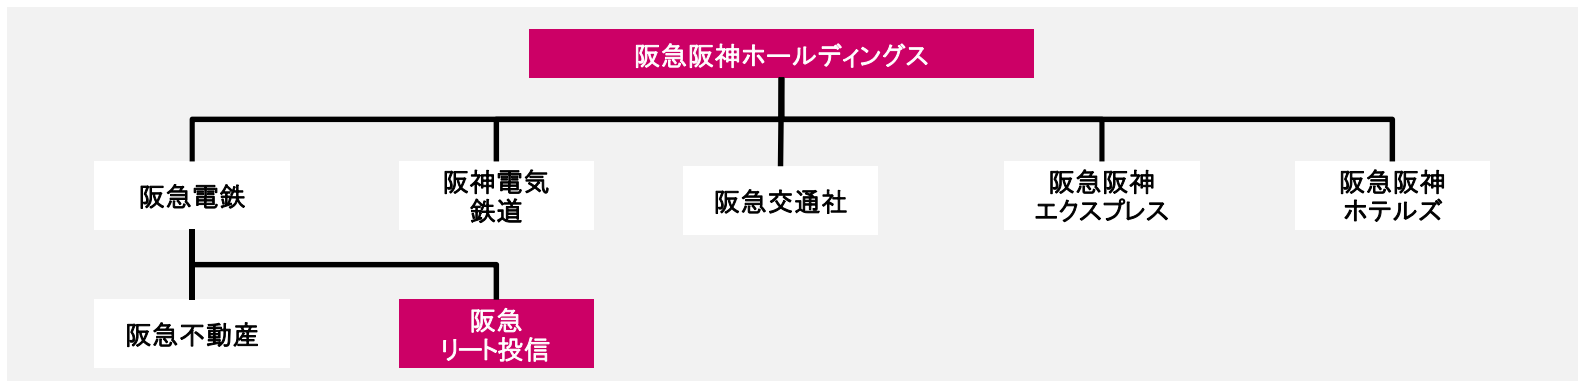 阪急阪神ホールディングス
阪急電鉄
阪神電気
鉄道
阪急交通社
阪急阪神
エクスプレス
阪急阪神
ホテルズ
阪急不動産
阪急
リート投信